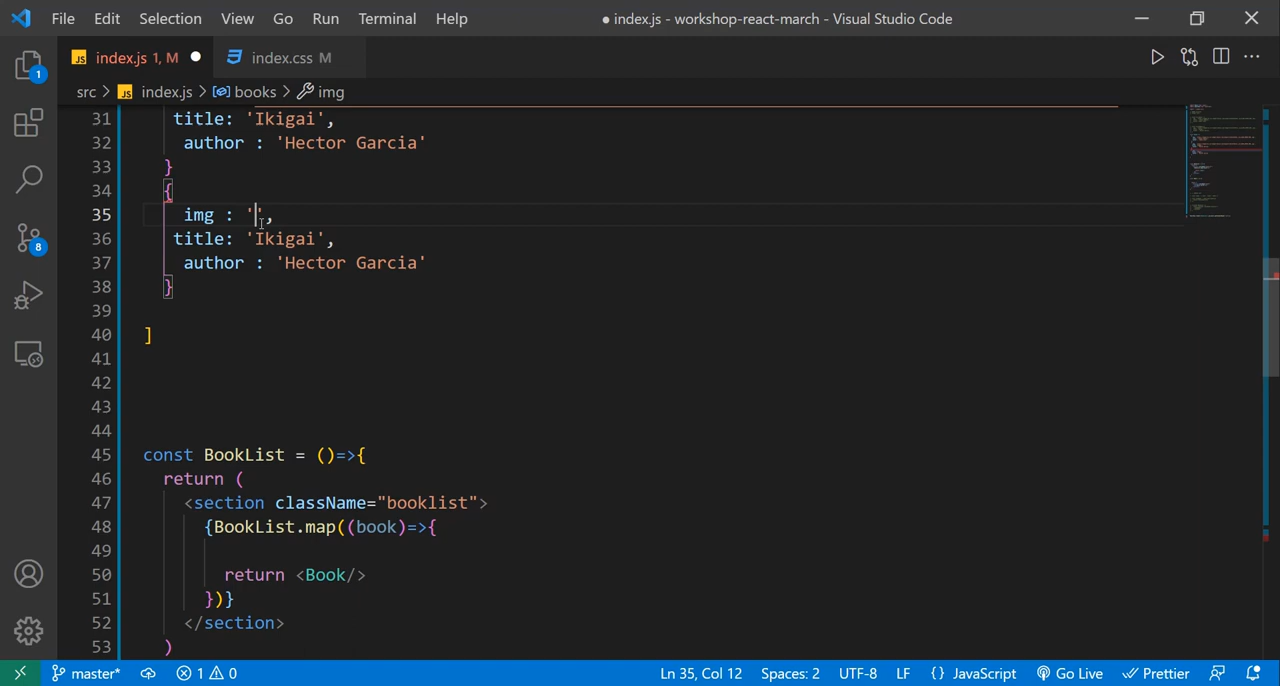 File Edit Selection View Go Run Terminal Help ● index.js - workshop-react-march - Visual Studio Code
JS index.js 1, M ● index.css M
src > JS index.js > books > img
31 title: 'Ikigai',
32 author : 'Hector Garcia'
33 }
34 {
35 img : '',
36 title: 'Ikigai',
37 author : 'Hector Garcia'
38 }
39
40 ]
41
42
43
44
45 const BookList = ()=>{
46 return (
47 <section className="booklist">
48 {BookList.map((book)=>{
49
50 return <Book/>
51 })}
52 </section>
53 )
1
8
master* 1 0 Ln 35, Col 12 Spaces: 2 UTF-8 LF {} JavaScript Go Live Prettier